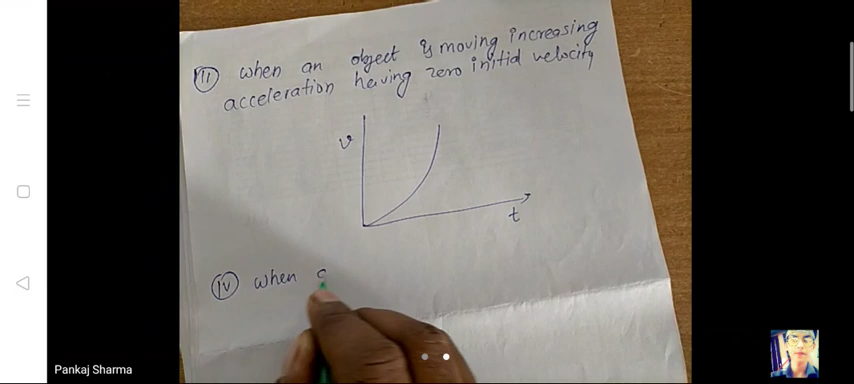 (iii) when an object is moving increasing
acceleration having zero initial velocity
v
t
(iv) when a
Pankaj Sharma